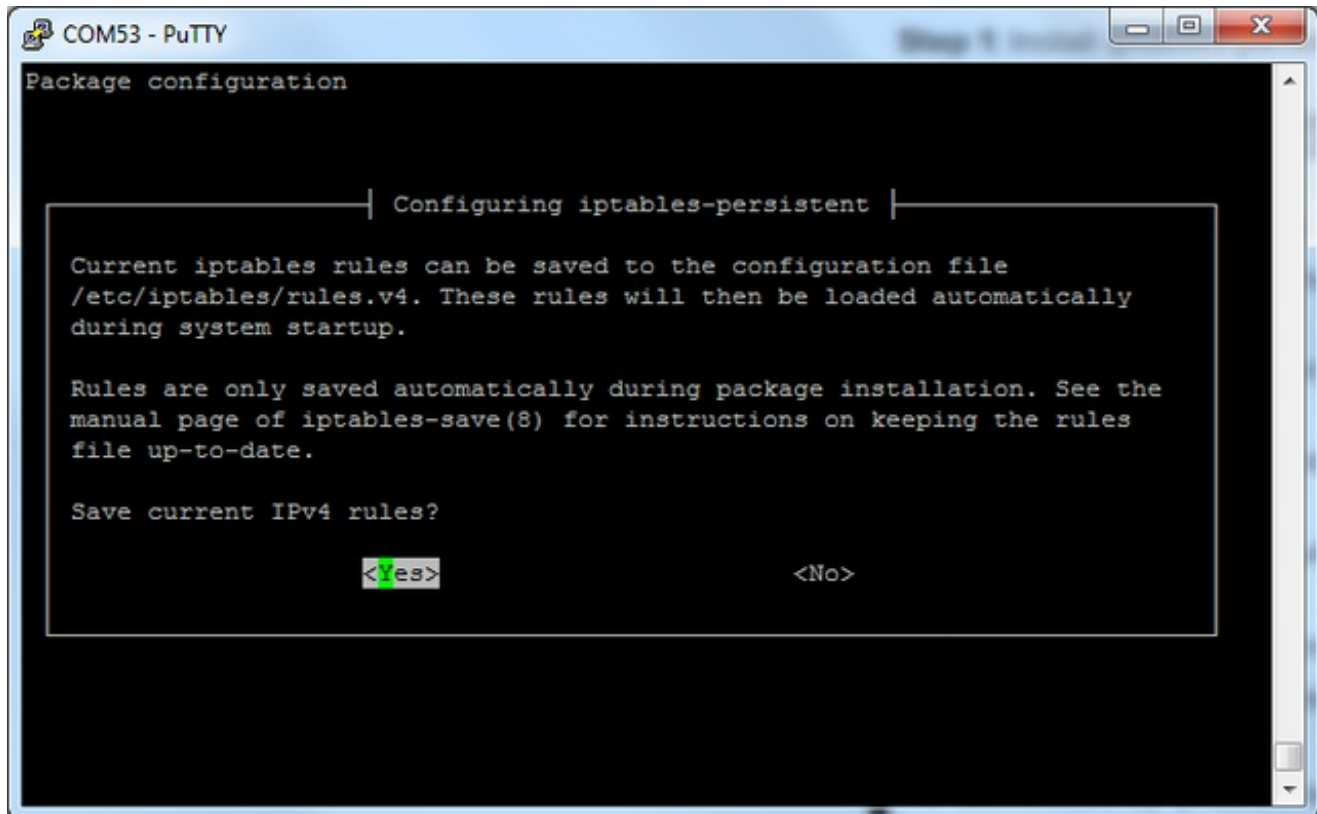 COM53 - PuTTY
Step 1
Package configuration
Configuring iptables-persistent
Current iptables rules can be saved to the configuration file
/etc/iptables/rules.v4. These rules will then be loaded automatically
during system startup.
Rules are only saved automatically during package installation. See the
manual page of iptables-save(8) for instructions on keeping the rules
file up-to-date.
Save current IPv4 rules?
<Yes> <No>